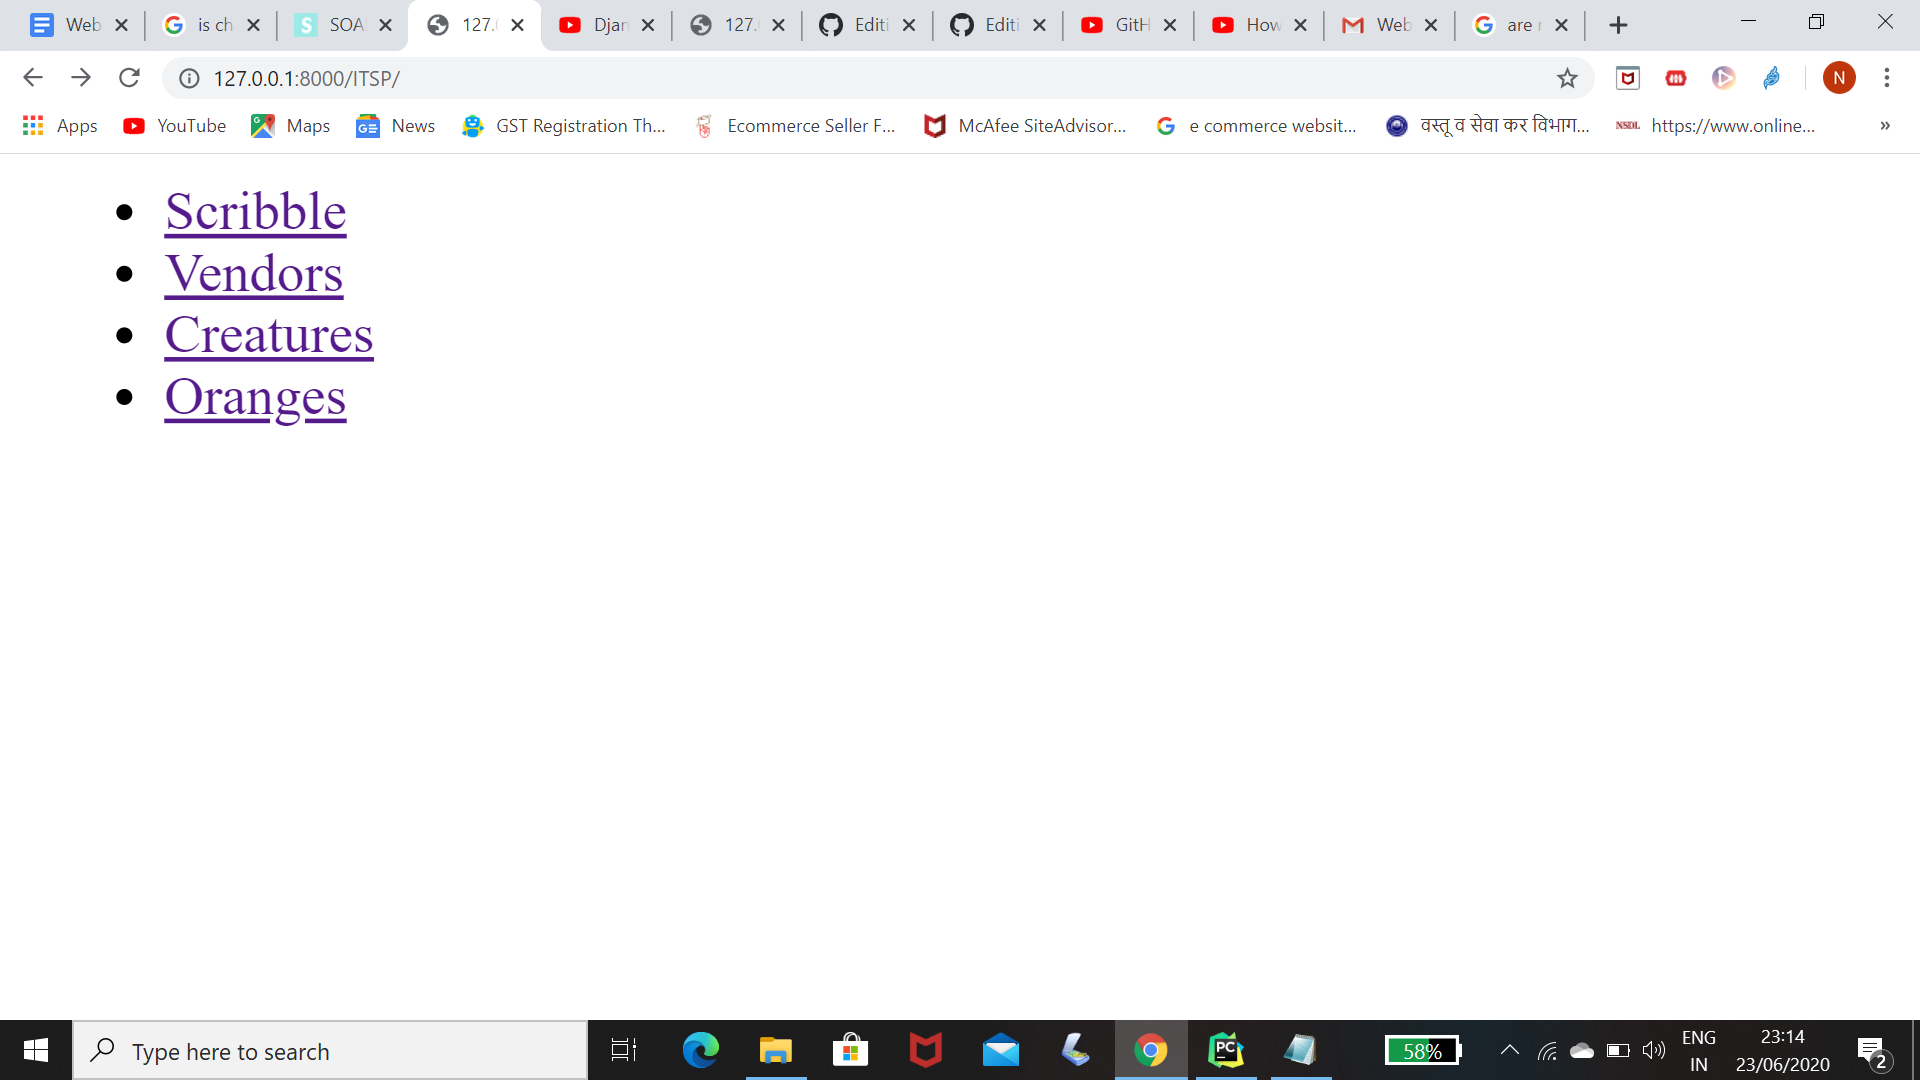 Web is ch SOA 127.0 Djan 127. Editi Editi GitH How Web are
127.0.0.1:8000/ITSP/ N
Apps YouTube Maps News GST Registration Th... Ecommerce Seller F... McAfee SiteAdvisor... e commerce websit... वस्तू व सेवा कर विभाग... NSDL https://www.online... »
• Scribble
• Vendors
• Creatures
• Oranges
Type here to search 58% ENG 23:14
IN 23/06/2020 2